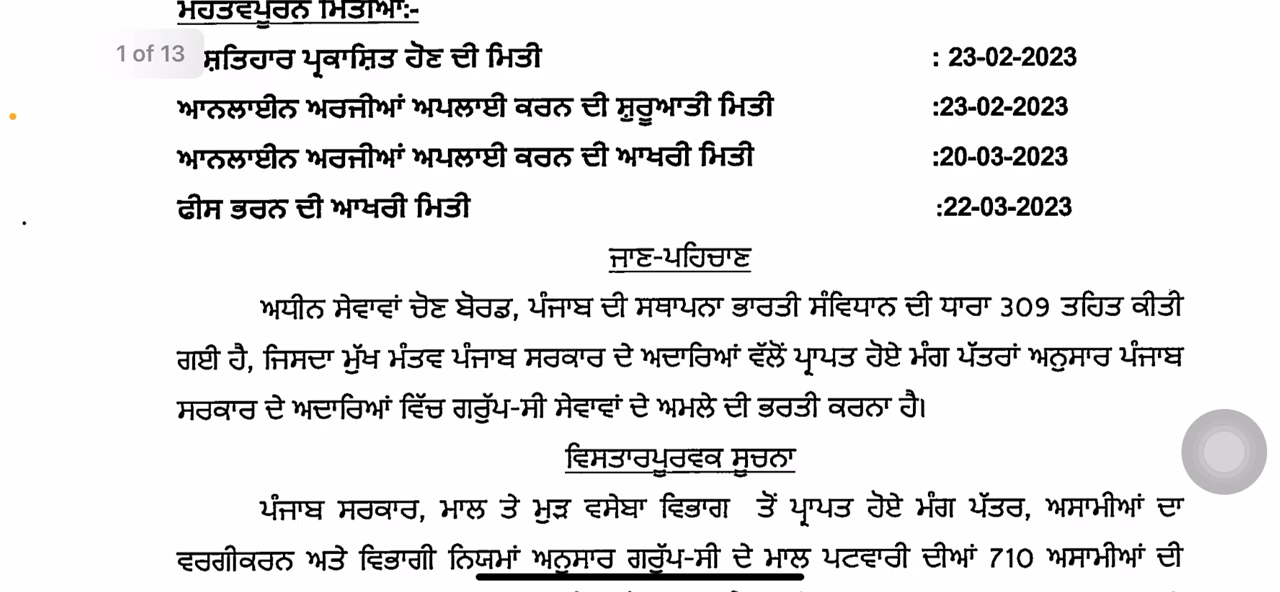 ਮਹੱਤਵਪੂਰਨ ਮਿਤੀਆਂ:-
1 of 13
ਸ਼ਤਿਹਾਰ ਪ੍ਰਕਾਸ਼ਿਤ ਹੋਣ ਦੀ ਮਿਤੀ : 23-02-2023
ਆਨਲਾਈਨ ਅਰਜੀਆਂ ਅਪਲਾਈ ਕਰਨ ਦੀ ਸ਼ੁਰੂਆਤੀ ਮਿਤੀ :23-02-2023
ਆਨਲਾਈਨ ਅਰਜੀਆਂ ਅਪਲਾਈ ਕਰਨ ਦੀ ਆਖਰੀ ਮਿਤੀ :20-03-2023
ਫੀਸ ਭਰਨ ਦੀ ਆਖਰੀ ਮਿਤੀ :22-03-2023
ਜਾਣ-ਪਹਿਚਾਣ
ਅਧੀਨ ਸੇਵਾਵਾਂ ਚੋਣ ਬੋਰਡ, ਪੰਜਾਬ ਦੀ ਸਥਾਪਨਾ ਭਾਰਤੀ ਸੰਵਿਧਾਨ ਦੀ ਧਾਰਾ 309 ਤਹਿਤ ਕੀਤੀ
ਗਈ ਹੈ, ਜਿਸਦਾ ਮੁੱਖ ਮੰਤਵ ਪੰਜਾਬ ਸਰਕਾਰ ਦੇ ਅਦਾਰਿਆਂ ਵੱਲੋਂ ਪ੍ਰਾਪਤ ਹੋਏ ਮੰਗ ਪੱਤਰਾਂ ਅਨੁਸਾਰ ਪੰਜਾਬ
ਸਰਕਾਰ ਦੇ ਅਦਾਰਿਆਂ ਵਿੱਚ ਗਰੁੱਪ-ਸੀ ਸੇਵਾਵਾਂ ਦੇ ਅਮਲੇ ਦੀ ਭਰਤੀ ਕਰਨਾ ਹੈ।
ਵਿਸਤਾਰਪੂਰਵਕ ਸੂਚਨਾ
ਪੰਜਾਬ ਸਰਕਾਰ, ਮਾਲ ਤੇ ਮੁੜ ਵਸੇਬਾ ਵਿਭਾਗ ਤੋਂ ਪ੍ਰਾਪਤ ਹੋਏ ਮੰਗ ਪੱਤਰ, ਅਸਾਮੀਆਂ ਦਾ
ਵਰਗੀਕਰਨ ਅਤੇ ਵਿਭਾਗੀ ਨਿਯਮਾਂ ਅਨੁਸਾਰ ਗਰੁੱਪ-ਸੀ ਦੇ ਮਾਲ ਪਟਵਾਰੀ ਦੀਆਂ 710 ਅਸਾਮੀਆਂ ਦੀ